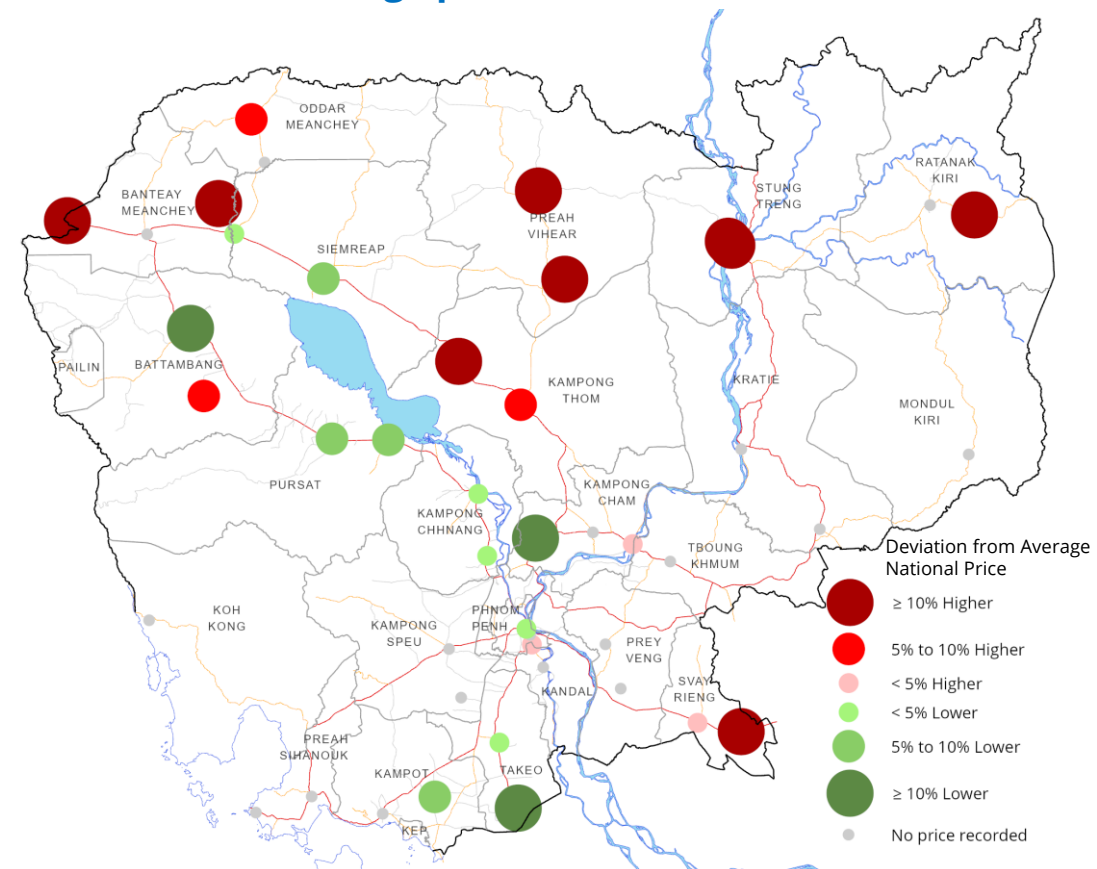 ODDAR
MEANCHEY
BANTEAY
MEANCHEY
SIEMREAP
PREAH
VIHEAR
STUNG
TRENG
RATANAK
KIRI
PAILIN
BATTAMBANG
KAMPONG
THOM
KRATIE
MONDUL
KIRI
PURSAT
KAMPONG
CHHNANG
KAMPONG
CHAM
TBOUNG
KHMUM
KOH
KONG
KAMPONG
SPEU
PHNOM
PENH
PREY
VENG
SVAY
RIENG
KANDAL
PREAH
SIHANOUK
KAMPOT
TAKEO
KEP
Deviation from Average
National Price
≥ 10% Higher
5% to 10% Higher
< 5% Higher
< 5% Lower
5% to 10% Lower
≥ 10% Lower
No price recorded